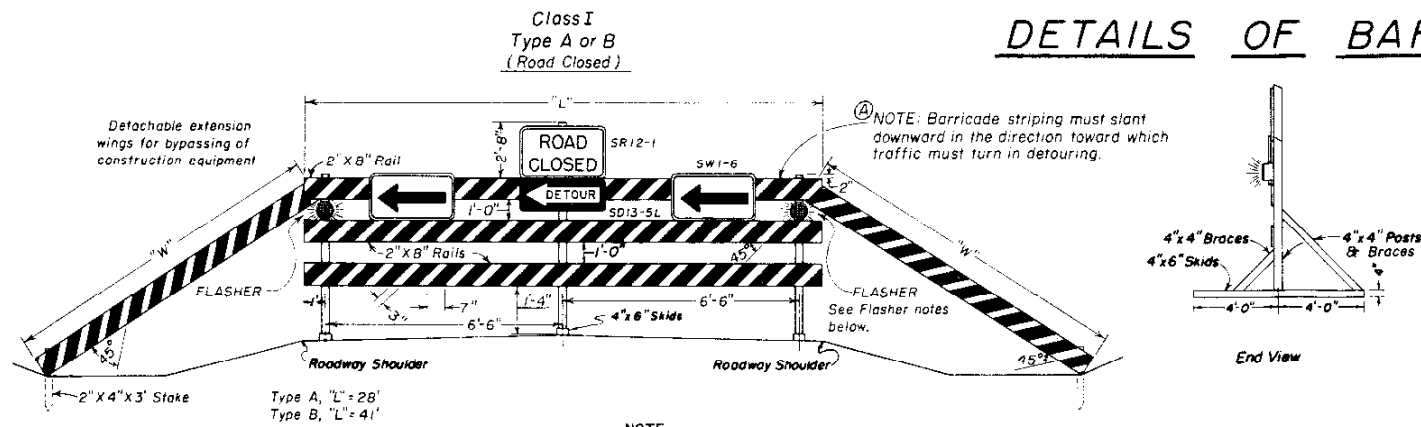 Class I
Type A or B
(Road Closed)
DETAILS OF BAR
"L"
Detachable extension
wings for bypassing of
construction equipment
2" X 8" Rail
2'-8"
ROAD
CLOSED
SR12-1
SW1-6
Ⓐ NOTE: Barricade striping must slant
downward in the direction toward which
traffic must turn in detouring.
2"
DETOUR
1'-0"
SD13-5L
"W"
2" X 8" Rails
1'-0"
45°
"W"
FLASHER
1'
3"
7"
1'-4"
6'-6"
FLASHER
See Flasher notes
below.
6'-6"
4" x 6" Skids
45°
Roadway Shoulder
Roadway Shoulder
45°
2" X 4" X 3' Stake
Type A, "L" = 28'
Type B, "L" = 41'
NOTE
4" x 4" Braces
4" x 6" Skids
4" x 4" Posts
& Braces
4"
4'-0"
4'-0"
End View